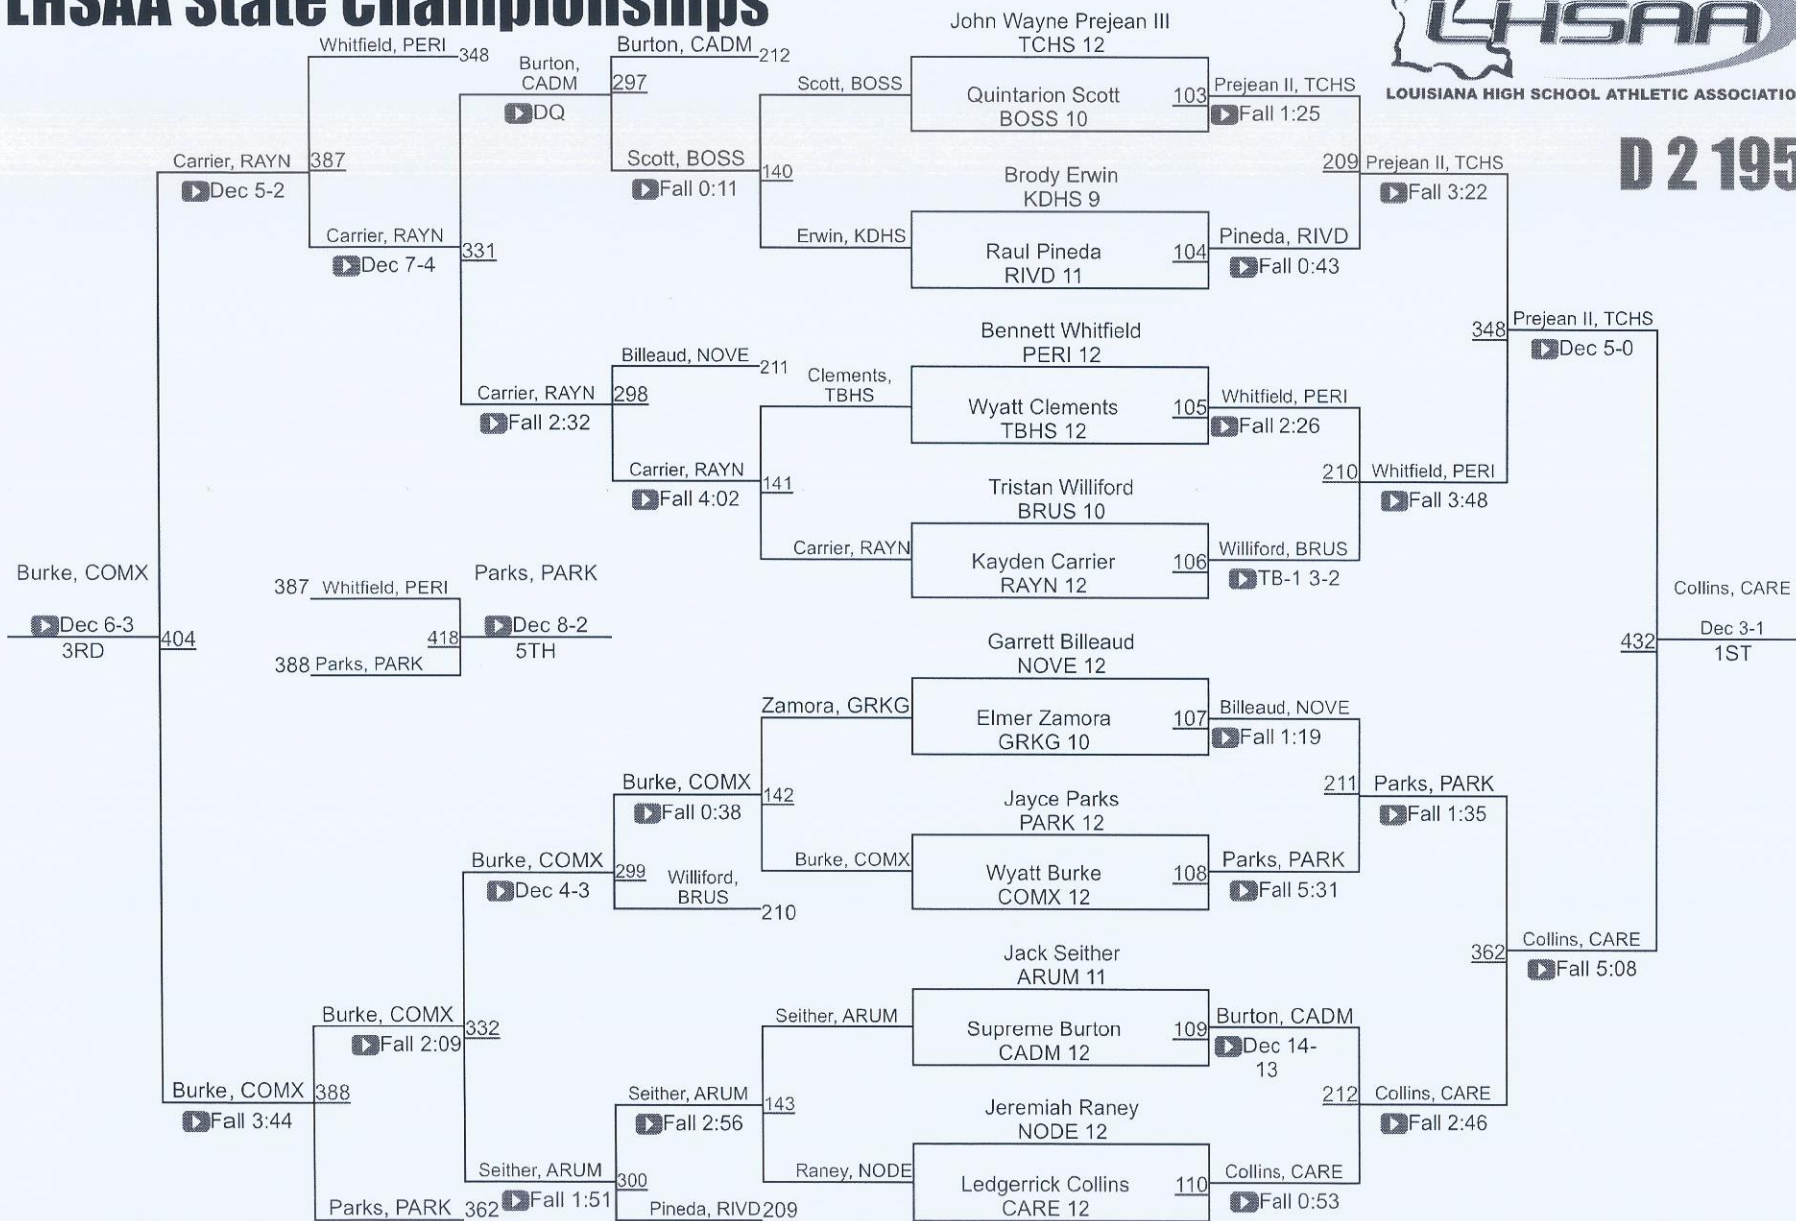 LHSAA State Championships
LHSAA
LOUISIANA HIGH SCHOOL ATHLETIC ASSOCIATIO
D 2 195
John Wayne Prejean III
TCHS 12
Quintarion Scott
BOSS 10
103
Prejean II, TCHS
Fall 1:25
Brody Erwin
KDHS 9
Raul Pineda
RIVD 11
104
Pineda, RIVD
Fall 0:43
209
Prejean II, TCHS
Fall 3:22
Bennett Whitfield
PERI 12
Wyatt Clements
TBHS 12
105
Whitfield, PERI
Fall 2:26
Tristan Williford
BRUS 10
Kayden Carrier
RAYN 12
106
Williford, BRUS
TB-1 3-2
210
Whitfield, PERI
Fall 3:48
348
Prejean II, TCHS
Dec 5-0
Garrett Billeaud
NOVE 12
Elmer Zamora
GRKG 10
107
Billeaud, NOVE
Fall 1:19
Jayce Parks
PARK 12
Wyatt Burke
COMX 12
108
Parks, PARK
Fall 5:31
211
Parks, PARK
Fall 1:35
Jack Seither
ARUM 11
Supreme Burton
CADM 12
109
Burton, CADM
Dec 14-
13
Jeremiah Raney
NODE 12
Ledgerrick Collins
CARE 12
110
Collins, CARE
Fall 0:53
212
Collins, CARE
Fall 2:46
362
Collins, CARE
Fall 5:08
432
Collins, CARE
Dec 3-1
1ST
Scott, BOSS
Erwin, KDHS
140
Burton, CADM
212
Scott, BOSS
Fall 0:11
297
Burton,
CADM
DQ
Clements,
TBHS
Carrier, RAYN
141
Billeaud, NOVE
211
Carrier, RAYN
Fall 4:02
298
Carrier, RAYN
Fall 2:32
331
Whitfield, PERI
348
Carrier, RAYN
Dec 7-4
387
Carrier, RAYN
Dec 5-2
Burke, COMX
Dec 6-3
3RD
404
387 Whitfield, PERI
388 Parks, PARK
418
Parks, PARK
Dec 8-2
5TH
Zamora, GRKG
Burke, COMX
142
Burke, COMX
Fall 0:38
299
Williford,
BRUS
210
Burke, COMX
Dec 4-3
332
Burke, COMX
Fall 2:09
Seither, ARUM
Raney, NODE
143
Seither, ARUM
Fall 2:56
300
Pineda, RIVD
209
Seither, ARUM
Fall 1:51
Burke, COMX
Fall 3:44
388
Parks, PARK
362